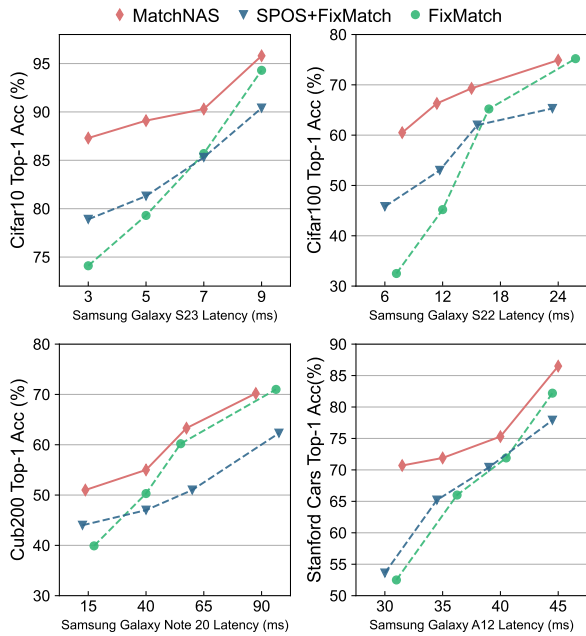 MatchNAS SPOS+FixMatch FixMatch
Cifar10 Top-1 Acc (%)
95
90
85
80
75
3 5 7 9
Samsung Galaxy S23 Latency (ms)
Cifar100 Top-1 Acc (%)
80
70
60
50
40
30
6 12 18 24
Samsung Galaxy S22 Latency (ms)
Cub200 Top-1 Acc (%)
80
70
60
50
40
30
15 40 65 90
Samsung Galaxy Note 20 Latency (ms)
Stanford Cars Top-1 Acc(%)
90
85
80
75
70
65
60
55
50
30 35 40 45
Samsung Galaxy A12 Latency (ms)